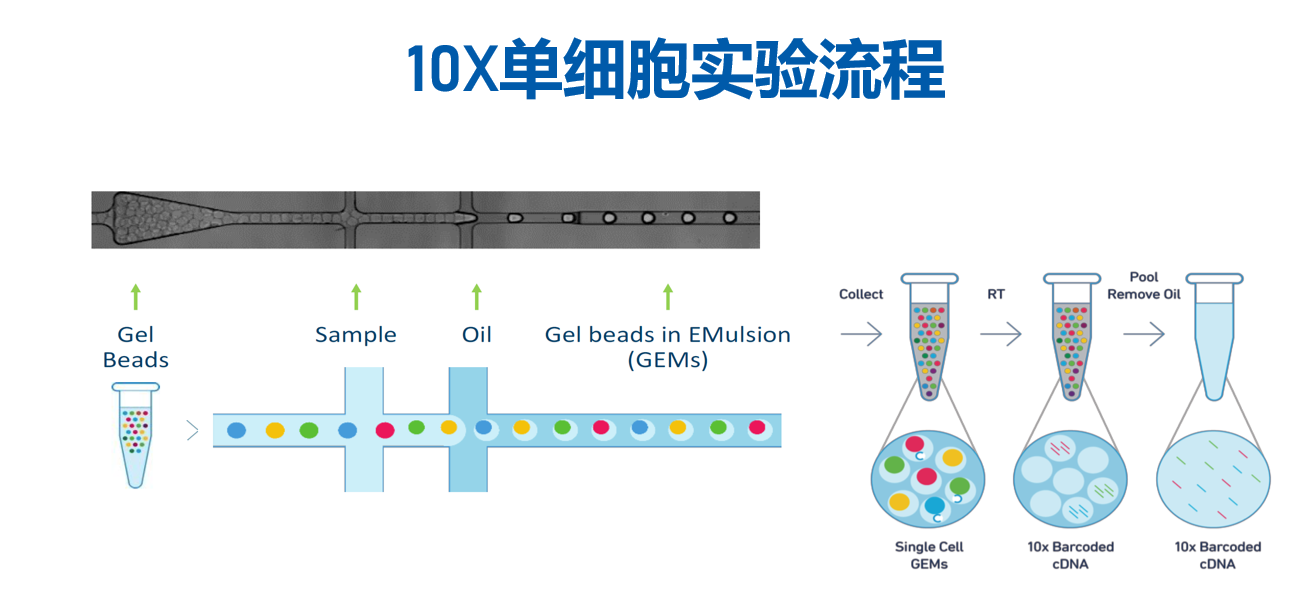 10X单细胞实验流程
Gel
Beads
Sample
Oil
Gel beads in EMulsion
(GEMs)
Collect
RT
Pool
Remove Oil
Single Cell
GEMs
10x Barcoded
cDNA
10x Barcoded
cDNA